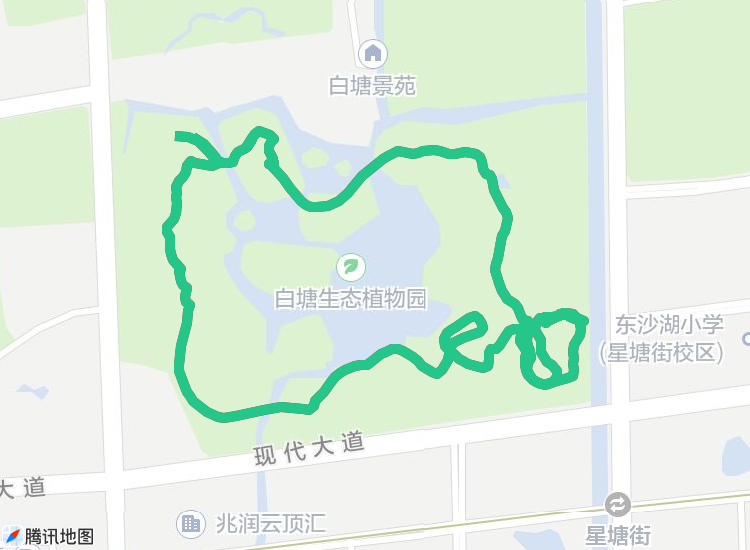 白塘景苑
白塘生态植物园
东沙湖小学
(星塘街校区)
现代大道
大道
兆润云顶汇
星塘街
腾讯地图